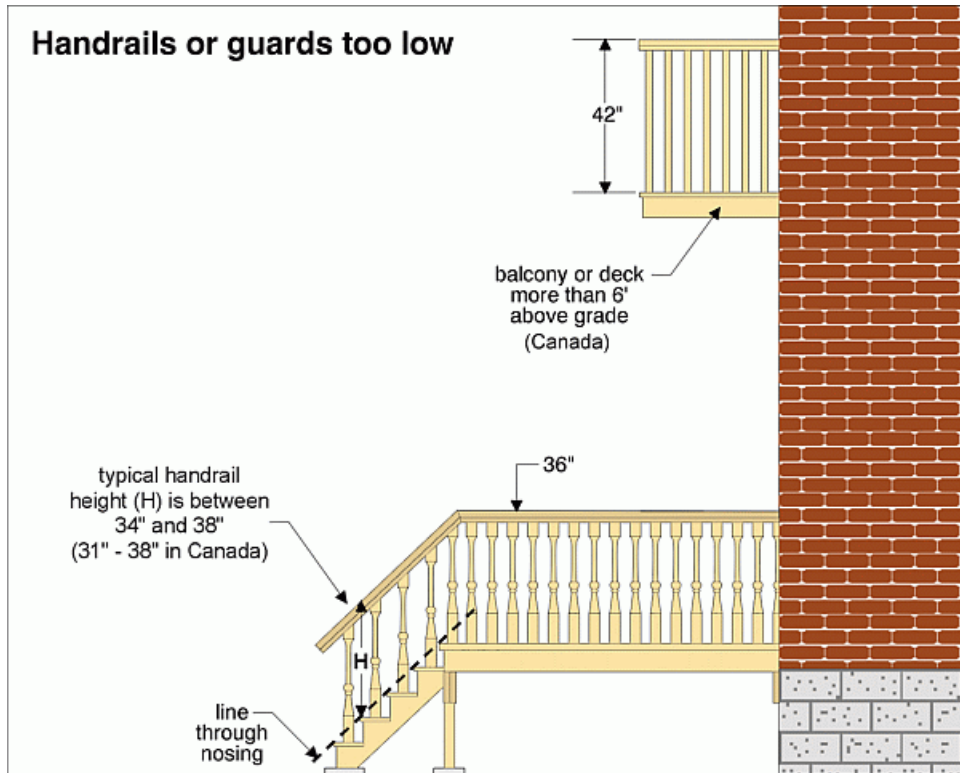 Handrails or guards too low
42"
balcony or deck
more than 6'
above grade
(Canada)
36"
typical handrail
height (H) is between
34" and 38"
(31" - 38" in Canada)
H
line
through
nosing